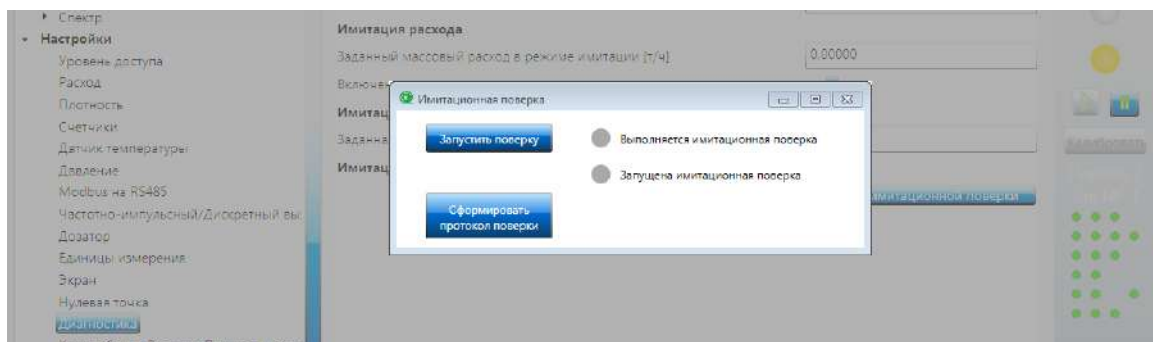 Спектр
Настройки
Уровень доступа
Расход
Плотность
Счетчики
Датчик температуры
Давление
Modbus на RS485
Частотно-импульсный/Дискретный вы
Дозатор
Единицы измерения
Экран
Нулевая точка
Диагностика
Имитация расхода
Заданный массовый расход в режиме имитации [т/ч]
0.00000
Включен
Имитац
Заданна
Имитац
Имитационная поверка
Запустить поверку
Выполняется имитационная поверка
Запущена имитационная поверка
Сформировать
протокол поверки
имитационной поверки